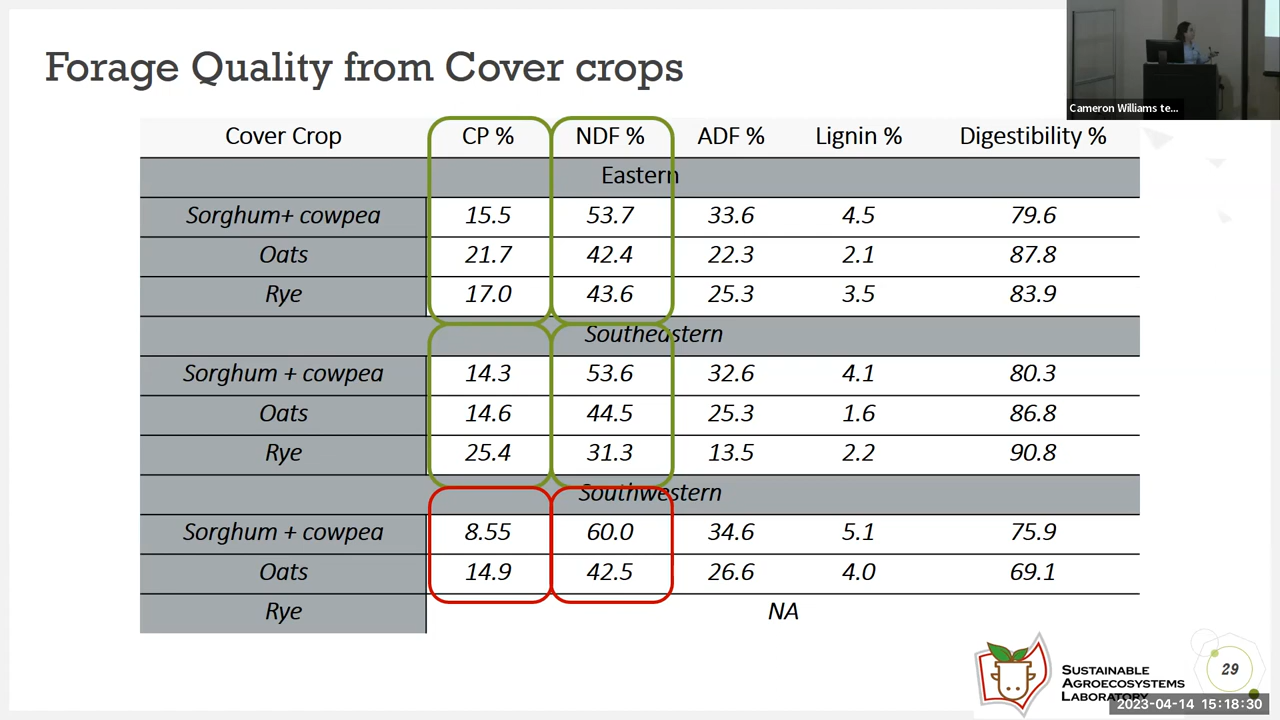 Forage Quality from Cover crops
Cameron Williams te...
Cover Crop CP % NDF % ADF % Lignin % Digestibility %
Eastern
Sorghum+ cowpea 15.5 53.7 33.6 4.5 79.6
Oats 21.7 42.4 22.3 2.1 87.8
Rye 17.0 43.6 25.3 3.5 83.9
Southeastern
Sorghum + cowpea 14.3 53.6 32.6 4.1 80.3
Oats 14.6 44.5 25.3 1.6 86.8
Rye 25.4 31.3 13.5 2.2 90.8
Southwestern
Sorghum + cowpea 8.55 60.0 34.6 5.1 75.9
Oats 14.9 42.5 26.6 4.0 69.1
Rye NA
SUSTAINABLE
AGROECOSYSTEMS
LABORATORY
29
2023-04-14 15:18:30